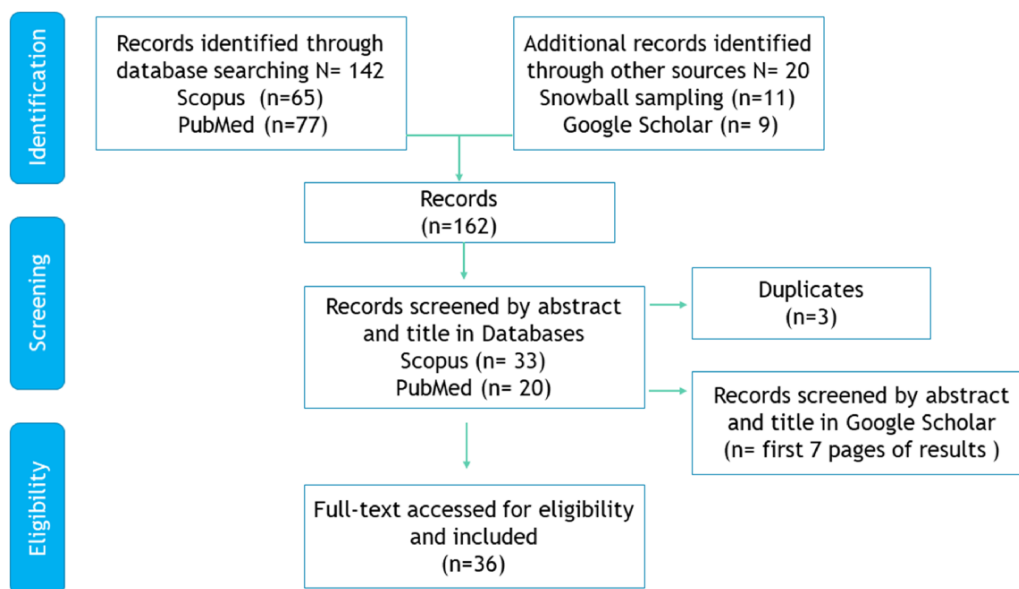 Identification
Records identified through
database searching N= 142
Scopus (n=65)
PubMed (n=77)
Additional records identified
through other sources N= 20
Snowball sampling (n=11)
Google Scholar (n= 9)
Records
(n=162)
Screening
Records screened by abstract
and title in Databases
Scopus (n= 33)
PubMed (n= 20)
Duplicates
(n=3)
Records screened by abstract
and title in Google Scholar
(n= first 7 pages of results )
Eligibility
Full-text accessed for eligibility
and included
(n=36)